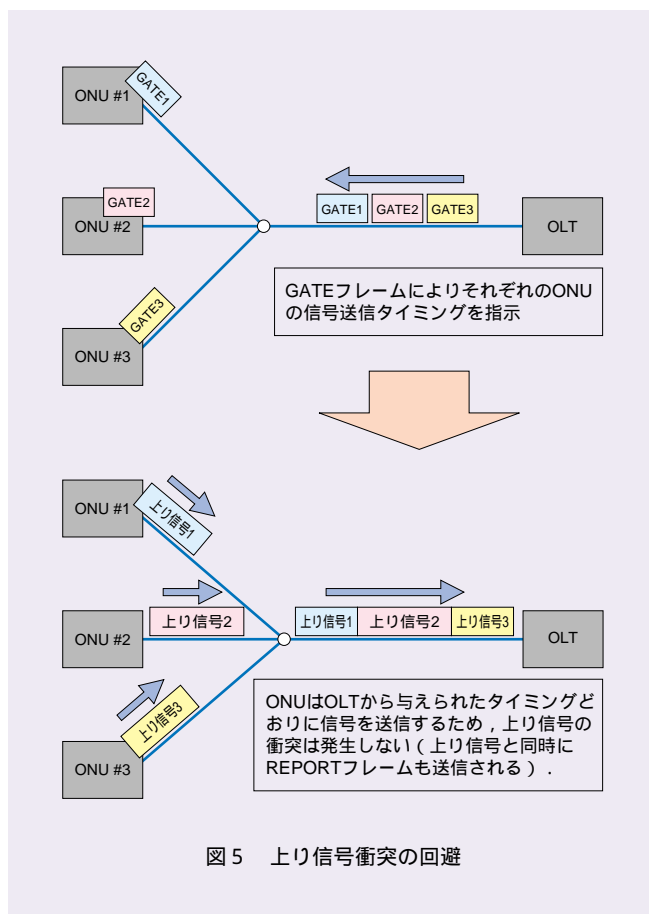 ONU #1
GATE1
ONU #2
GATE2
ONU #3
GATE3
GATE1
GATE2
GATE3
OLT
GATEフレームによりそれぞれのONU
の信号送信タイミングを指示
ONU #1
上り信号1
ONU #2
上り信号2
ONU #3
上り信号3
上り信号1
上り信号2
上り信号3
OLT
ONUはOLTから与えられたタイミングど
おりに信号を送信するため，上り信号の
衝突は発生しない（上り信号と同時に
REPORTフレームも送信される）．
図5　上り信号衝突の回避